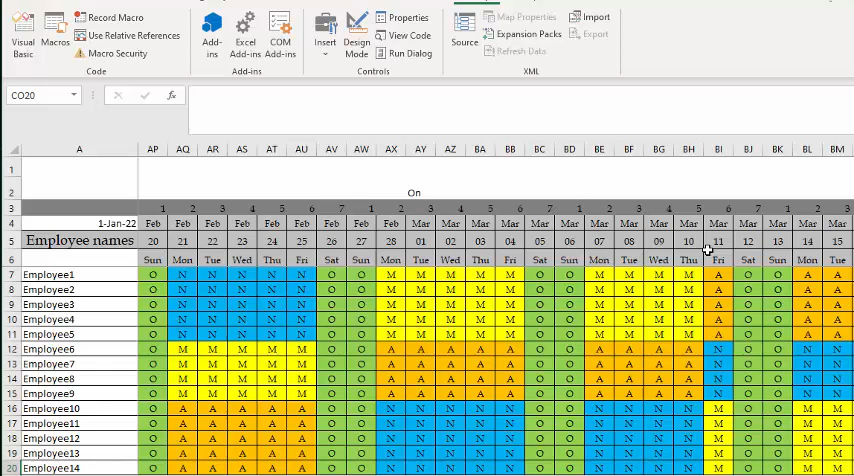 Record Macro
Use Relative References
Macro Security
Visual Basic
Macros
Code
Add-ins
Excel Add-ins
COM Add-ins
Add-ins
Insert
Design Mode
Properties
View Code
Run Dialog
Controls
Source
Map Properties
Expansion Packs
Refresh Data
Import
Export
XML
CO20 fx
A AP AQ AR AS AT AU AV AW AX AY AZ BA BB BC BD BE BF BG BH BI BJ BK BL BM
1
2 On
3 1 2 3 4 5 6 7 1 2 3 4 5 6 7 1 2 3 4 5 6 7 1 2 3
4 1-Jan-22 Feb Feb Feb Feb Feb Feb Feb Feb Feb Mar Mar Mar Mar Mar Mar Mar Mar Mar Mar Mar Mar Mar Mar Mar
5 Employee names 20 21 22 23 24 25 26 27 28 01 02 03 04 05 06 07 08 09 10 11 12 13 14 15
6 Sun Mon Tue Wed Thu Fri Sat Sun Mon Tue Wed Thu Fri Sat Sun Mon Tue Wed Thu Fri Sat Sun Mon Tue
7 Employee1 O N N N N N O O M M M M M O O M M M M A O O A A
8 Employee2 O N N N N N O O M M M M M O O M M M M A O O A A
9 Employee3 O N N N N N O O M M M M M O O M M M M A O O A A
10 Employee4 O N N N N N O O M M M M M O O M M M M A O O A A
11 Employee5 O N N N N N O O M M M M M O O M M M M A O O A A
12 Employee6 O M M M M M O O A A A A A O O A A A A N O O N N
13 Employee7 O M M M M M O O A A A A A O O A A A A N O O N N
14 Employee8 O M M M M M O O A A A A A O O A A A A N O O N N
15 Employee9 O M M M M M O O A A A A A O O A A A A N O O N N
16 Employee10 O A A A A A O O N N N N N O O N N N N M O O M M
17 Employee11 O A A A A A O O N N N N N O O N N N N M O O M M
18 Employee12 O A A A A A O O N N N N N O O N N N N M O O M M
19 Employee13 O A A A A A O O N N N N N O O N N N N M O O M M
20 Employee14 O A A A A A O O N N N N N O O N N N N M O O M M